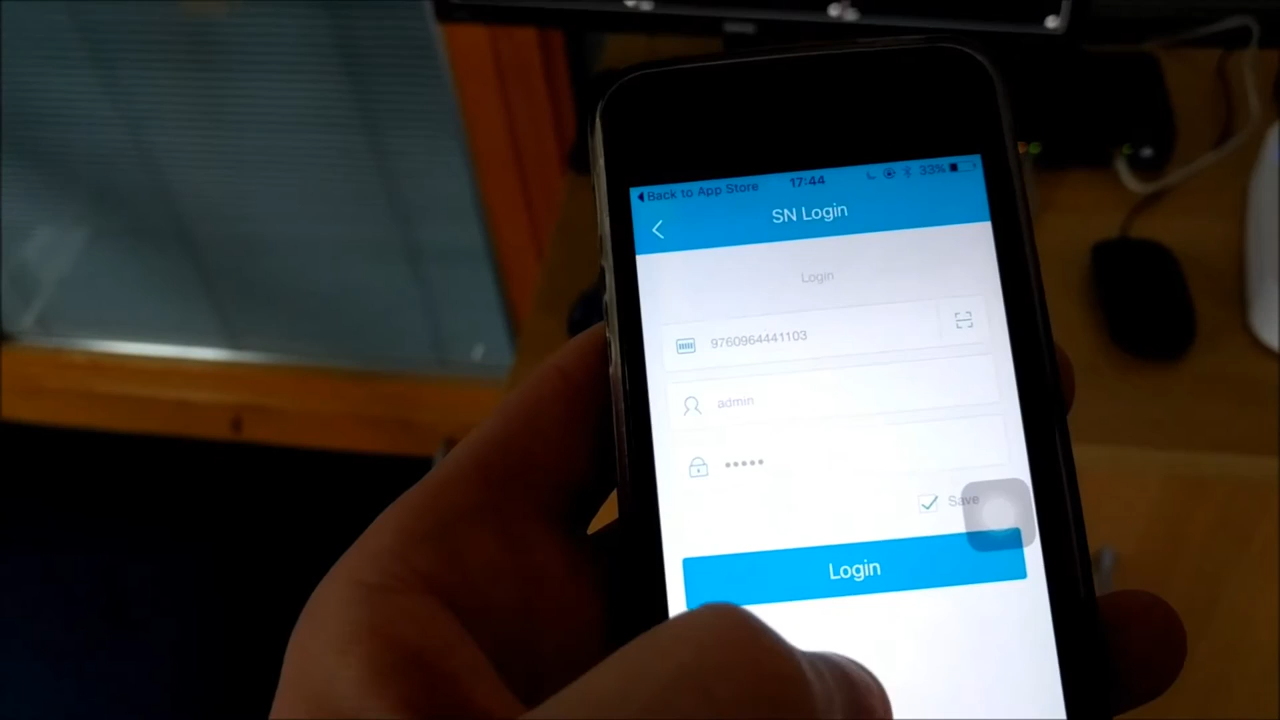 Back to App Store 17:44 33%
SN Login
Login
9760964441103
admin
•••••
Save
Login